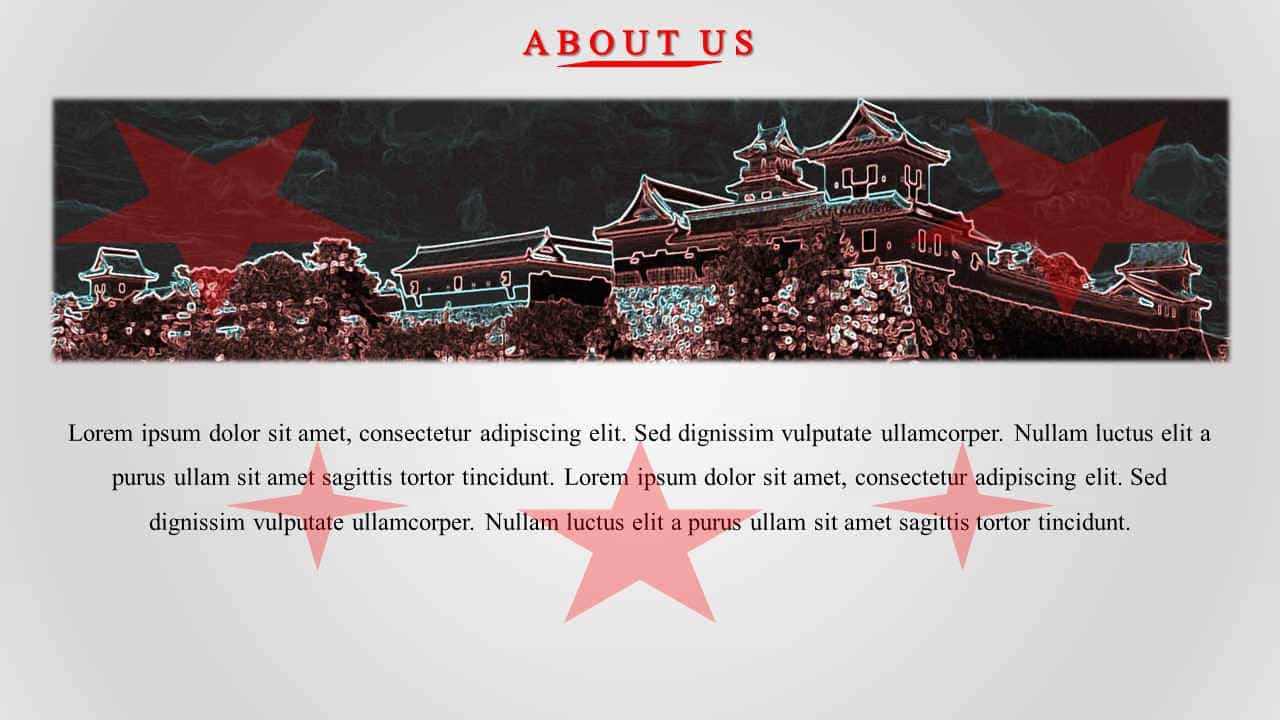 ABOUT US
Lorem ipsum dolor sit amet, consectetur adipiscing elit. Sed dignissim vulputate ullamcorper. Nullam luctus elit a
purus ullam sit amet sagittis tortor tincidunt. Lorem ipsum dolor sit amet, consectetur adipiscing elit. Sed
dignissim vulputate ullamcorper. Nullam luctus elit a purus ullam sit amet sagittis tortor tincidunt.